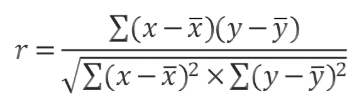 r = ∑(x − x̅)(y − y̅) / √∑(x − x̅)² × ∑(y − y̅)²